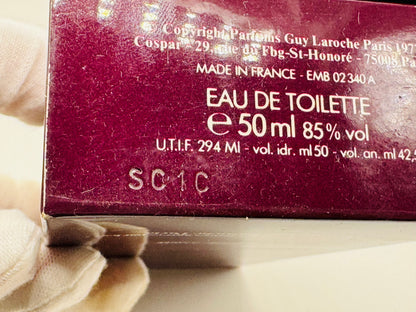 Copyright Parfums Guy Laroche Paris 197
Cospar 29, rue du Fbg-St-Honoré - 75008 Pa
MADE IN FRANCE - EMB 02 340 A
EAU DE TOILETTE
℮ 50 ml 85% vol
U.T.I.F. 294 MI - vol. idr. ml 50 - vol. an. ml 42,5
SC1C